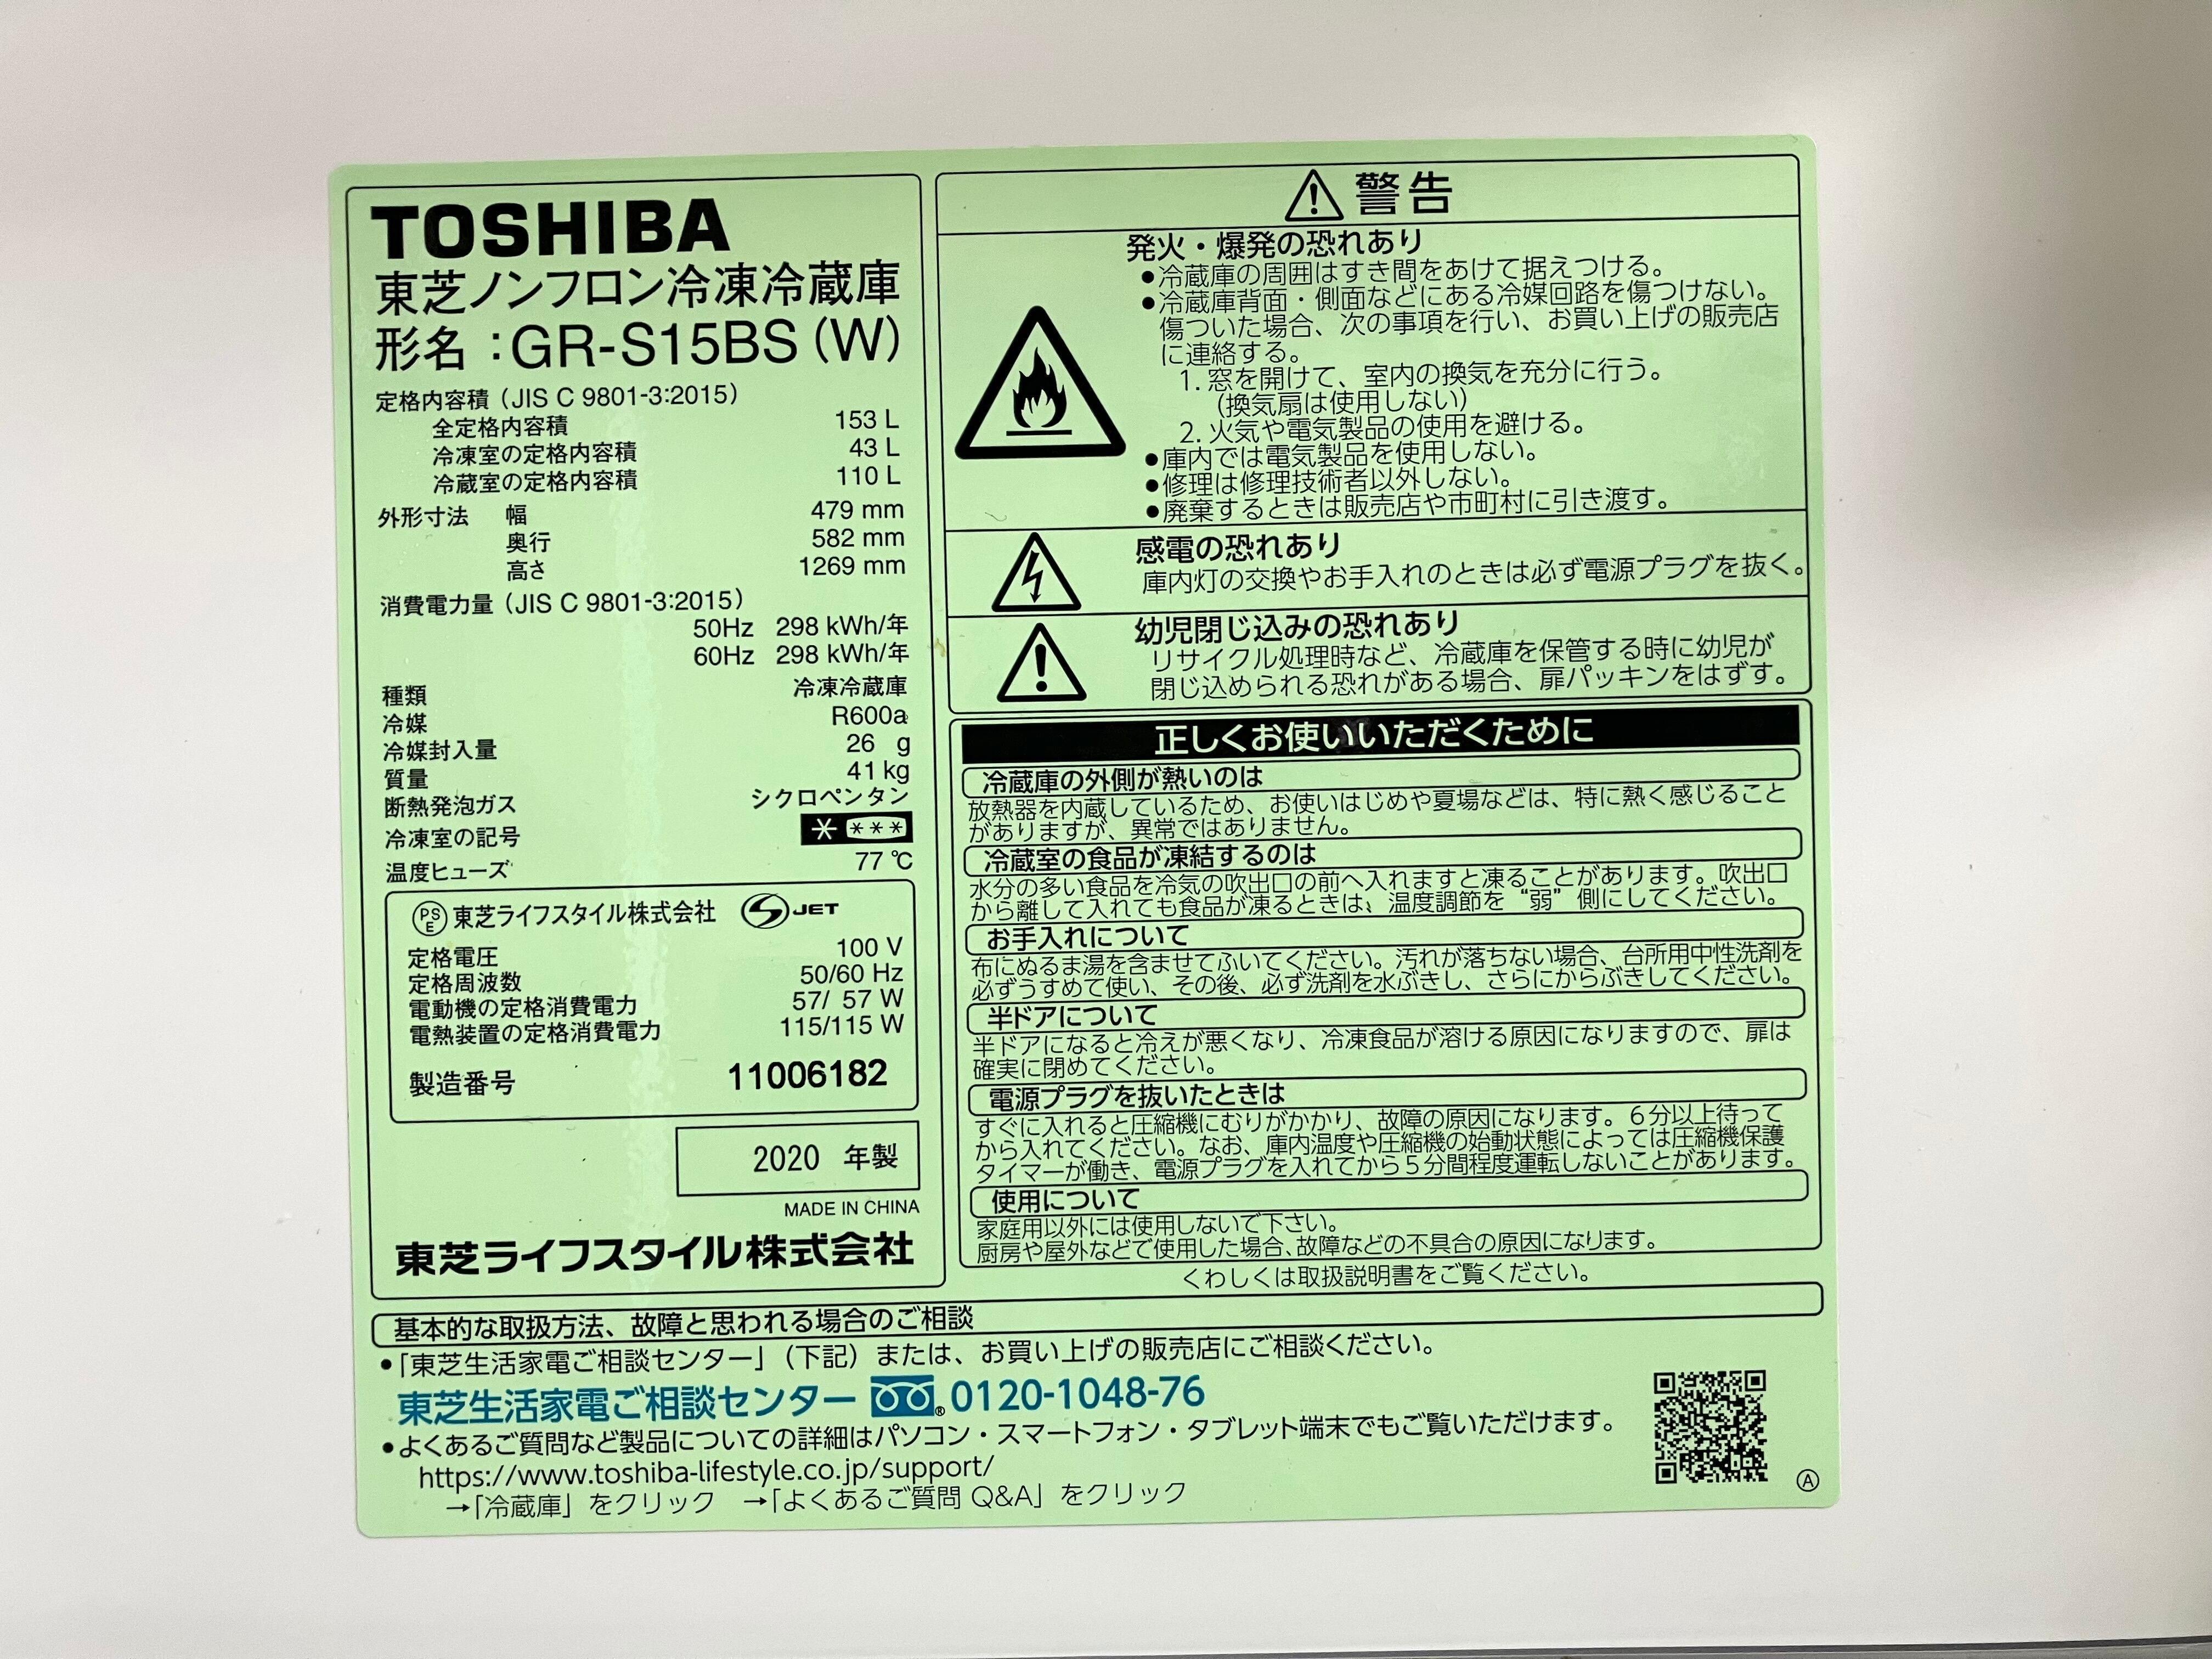 TOSHIBA
東芝ノンフロン冷凍冷蔵庫
形名:GR-S15BS(W)
定格内容積(JIS C 9801-3:2015)
全定格内容積 153 L
冷凍室の定格内容積 43 L
冷蔵室の定格内容積 110 L
外形寸法 幅 479 mm
奥行 582 mm
高さ 1269 mm
消費電力量(JIS C 9801-3:2015)
50Hz 298 kWh/年
60Hz 298 kWh/年
種類 冷凍冷蔵庫
冷媒 R600a
冷媒封入量 26 g
質量 41 kg
断熱発泡ガス シクロペンタン
冷凍室の記号 * ***
温度ヒューズ 77 ℃
PSE 東芝ライフスタイル株式会社 S JET
定格電圧 100 V
定格周波数 50/60 Hz
電動機の定格消費電力 57/ 57 W
電熱装置の定格消費電力 115/115 W
製造番号 11006182
2020 年製
MADE IN CHINA
東芝ライフスタイル株式会社
警告
発火・爆発の恐れあり
●冷蔵庫の周囲はすき間をあけて据えつける。
●冷蔵庫背面・側面などにある冷媒回路を傷つけない。
傷ついた場合、次の事項を行い、お買い上げの販売店
に連絡する。
1. 窓を開けて、室内の換気を充分に行う。
(換気扇は使用しない)
2. 火気や電気製品の使用を避ける。
●庫内では電気製品を使用しない。
●修理は修理技術者以外しない。
●廃棄するときは販売店や市町村に引き渡す。
感電の恐れあり
庫内灯の交換やお手入れのときは必ず電源プラグを抜く。
幼児閉じ込みの恐れあり
リサイクル処理時など、冷蔵庫を保管する時に幼児が
閉じ込められる恐れがある場合、扉パッキンをはずす。
正しくお使いいただくために
冷蔵庫の外側が熱いのは
放熱器を内蔵しているため、お使いはじめや夏場などは、特に熱く感じること
がありますが、異常ではありません。
冷蔵室の食品が凍結するのは
水分の多い食品を冷気の吹出口の前へ入れますと凍ることがあります。吹出口
から離して入れても食品が凍るときは、温度調節を“弱”側にしてください。
お手入れについて
布にぬるま湯を含ませてふいてください。汚れが落ちない場合、台所用中性洗剤を
必ずうすめて使い、その後、必ず洗剤を水ぶきし、さらにからぶきしてください。
半ドアについて
半ドアになると冷えが悪くなり、冷凍食品が溶ける原因になりますので、扉は
確実に閉めてください。
電源プラグを抜いたときは
すぐに入れると圧縮機にむりがかかり、故障の原因になります。6分以上待って
から入れてください。なお、庫内温度や圧縮機の始動状態によっては圧縮機保護
タイマーが働き、電源プラグを入れてから5分間程度運転しないことがあります。
使用について
家庭用以外には使用しないで下さい。
厨房や屋外などで使用した場合、故障などの不具合の原因になります。
くわしくは取扱説明書をご覧ください。
基本的な取扱方法、故障と思われる場合のご相談
●「東芝生活家電ご相談センター」(下記)または、お買い上げの販売店にご相談ください。
東芝生活家電ご相談センター ® 0120-1048-76
●よくあるご質問など製品についての詳細はパソコン・スマートフォン・タブレット端末でもご覧いただけます。
https://www.toshiba-lifestyle.co.jp/support/
→「冷蔵庫」をクリック →「よくあるご質問 Q&A」をクリック
Ⓐ